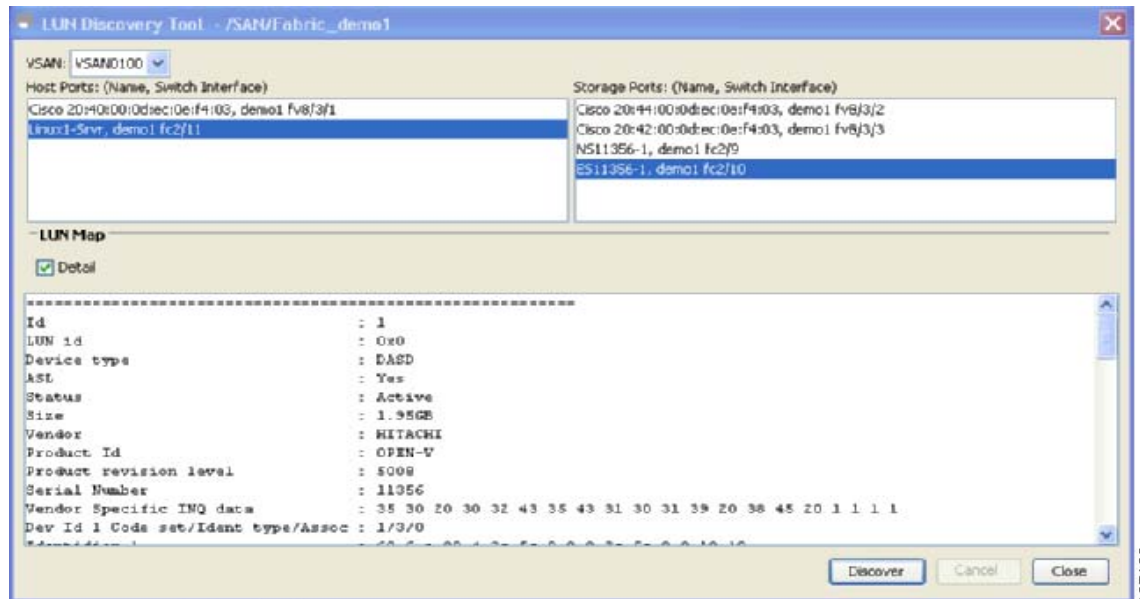 LUN Discovery Tool - /SAN/Fabric_demo1
VSAN: VSAN0100
Host Ports: (Name, Switch Interface)
Cisco 20:40:00:0d:ec:0e:f4:03, demo1 fv8/3/1
Linux1-Srvr, demo1 fc2/11
Storage Ports: (Name, Switch Interface)
Cisco 20:44:00:0d:ec:0e:f4:03, demo1 fv8/3/2
Cisco 20:42:00:0d:ec:0e:f4:03, demo1 fv8/3/3
NS11356-1, demo1 fc2/9
ES11356-1, demo1 fc2/10
LUN Map
Detail
Id : 1
LUN id : 0x0
Device type : DASD
ASL : Yes
Status : Active
Size : 1.95GB
Vendor : HITACHI
Product Id : OPEN-V
Product revision level : 5008
Serial Number : 11356
Vendor Specific INQ data : 35 30 20 30 32 43 35 43 31 30 31 39 20 38 45 20 1 1 1 1
Dev Id 1 Code set/Ident type/Assoc : 1/3/0
Discover
Cancel
Close